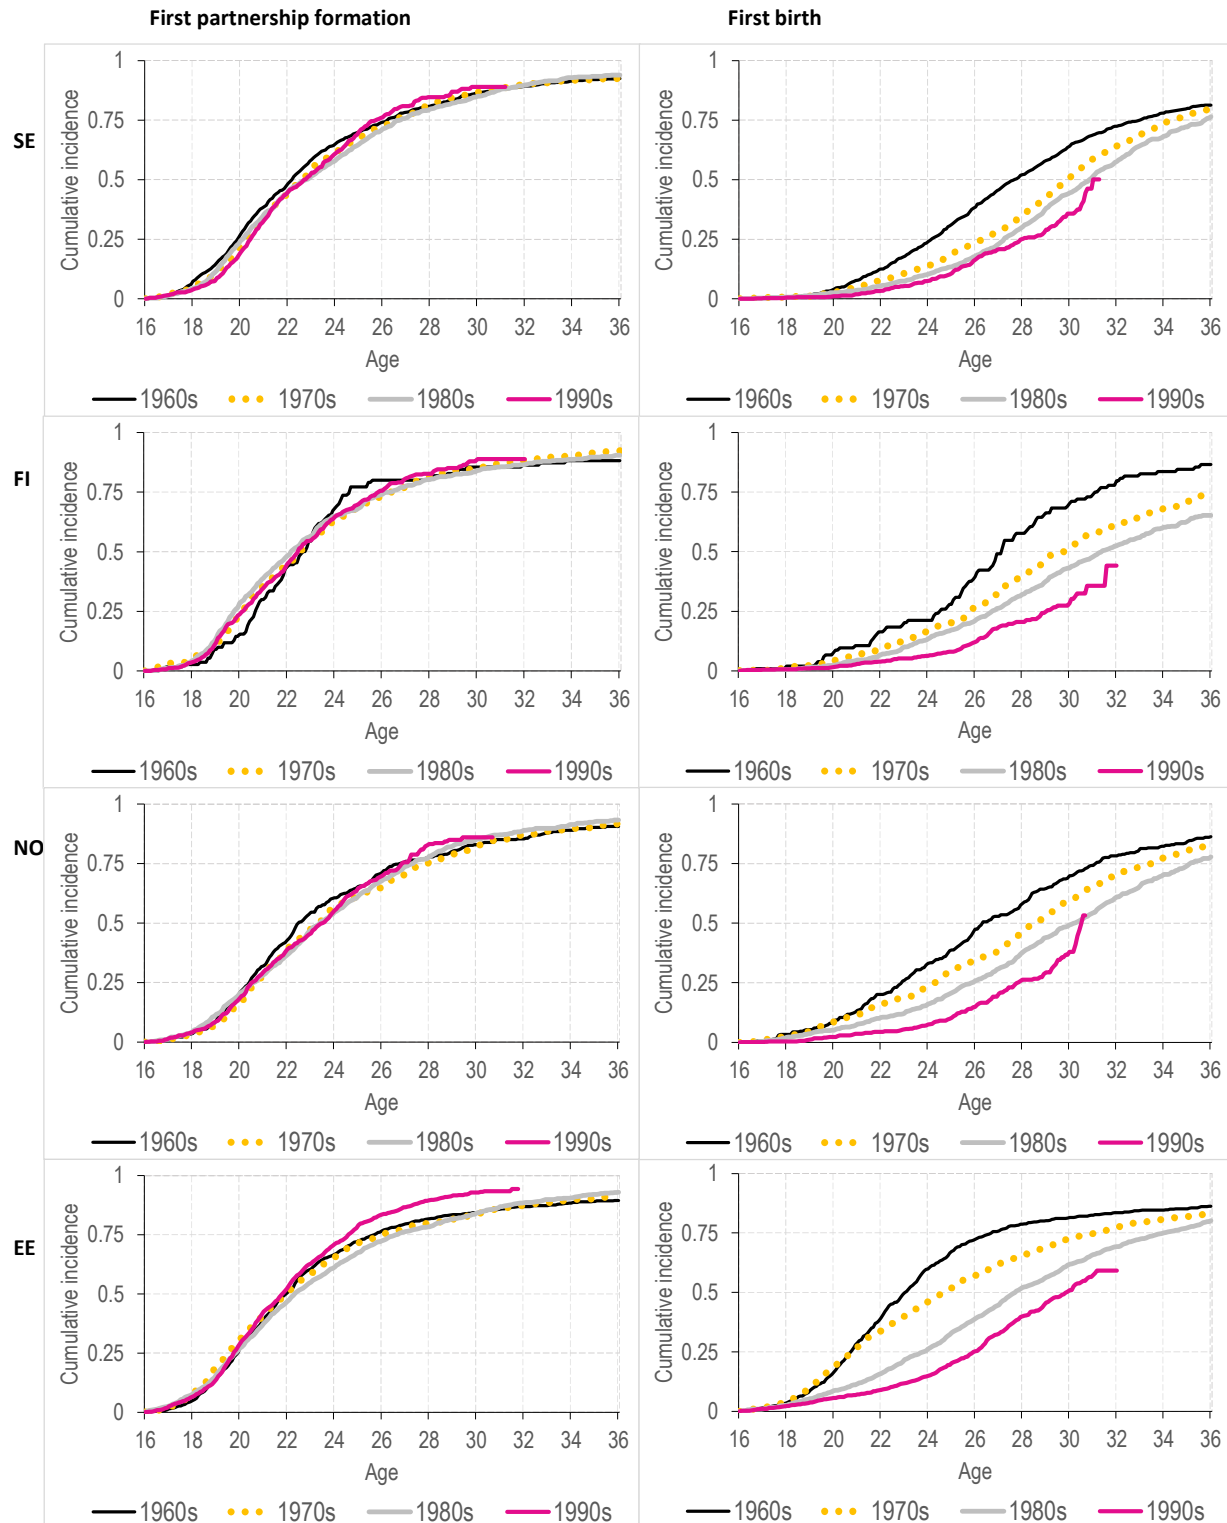 First partnership formation
First birth
SE
Cumulative incidence
1
0.75
0.5
0.25
0
16 18 20 22 24 26 28 30 32 34 36
Age
1960s 1970s 1980s 1990s
Cumulative incidence
1
0.75
0.5
0.25
0
16 18 20 22 24 26 28 30 32 34 36
Age
1960s 1970s 1980s 1990s
FI
Cumulative incidence
1
0.75
0.5
0.25
0
16 18 20 22 24 26 28 30 32 34 36
Age
1960s 1970s 1980s 1990s
Cumulative incidence
1
0.75
0.5
0.25
0
16 18 20 22 24 26 28 30 32 34 36
Age
1960s 1970s 1980s 1990s
NO
Cumulative incidence
1
0.75
0.5
0.25
0
16 18 20 22 24 26 28 30 32 34 36
Age
1960s 1970s 1980s 1990s
Cumulative incidence
1
0.75
0.5
0.25
0
16 18 20 22 24 26 28 30 32 34 36
Age
1960s 1970s 1980s 1990s
EE
Cumulative incidence
1
0.75
0.5
0.25
0
16 18 20 22 24 26 28 30 32 34 36
Age
1960s 1970s 1980s 1990s
Cumulative incidence
1
0.75
0.5
0.25
0
16 18 20 22 24 26 28 30 32 34 36
Age
1960s 1970s 1980s 1990s